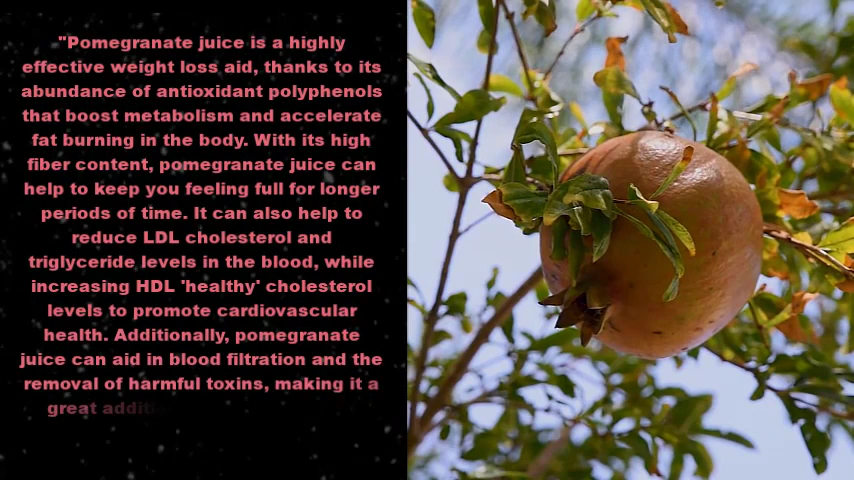 "Pomegranate juice is a highly
effective weight loss aid, thanks to its
abundance of antioxidant polyphenols
that boost metabolism and accelerate
fat burning in the body. With its high
fiber content, pomegranate juice can
help to keep you feeling full for longer
periods of time. It can also help to
reduce LDL cholesterol and
triglyceride levels in the blood, while
increasing HDL 'healthy' cholesterol
levels to promote cardiovascular
health. Additionally, pomegranate
juice can aid in blood filtration and the
removal of harmful toxins, making it a
great